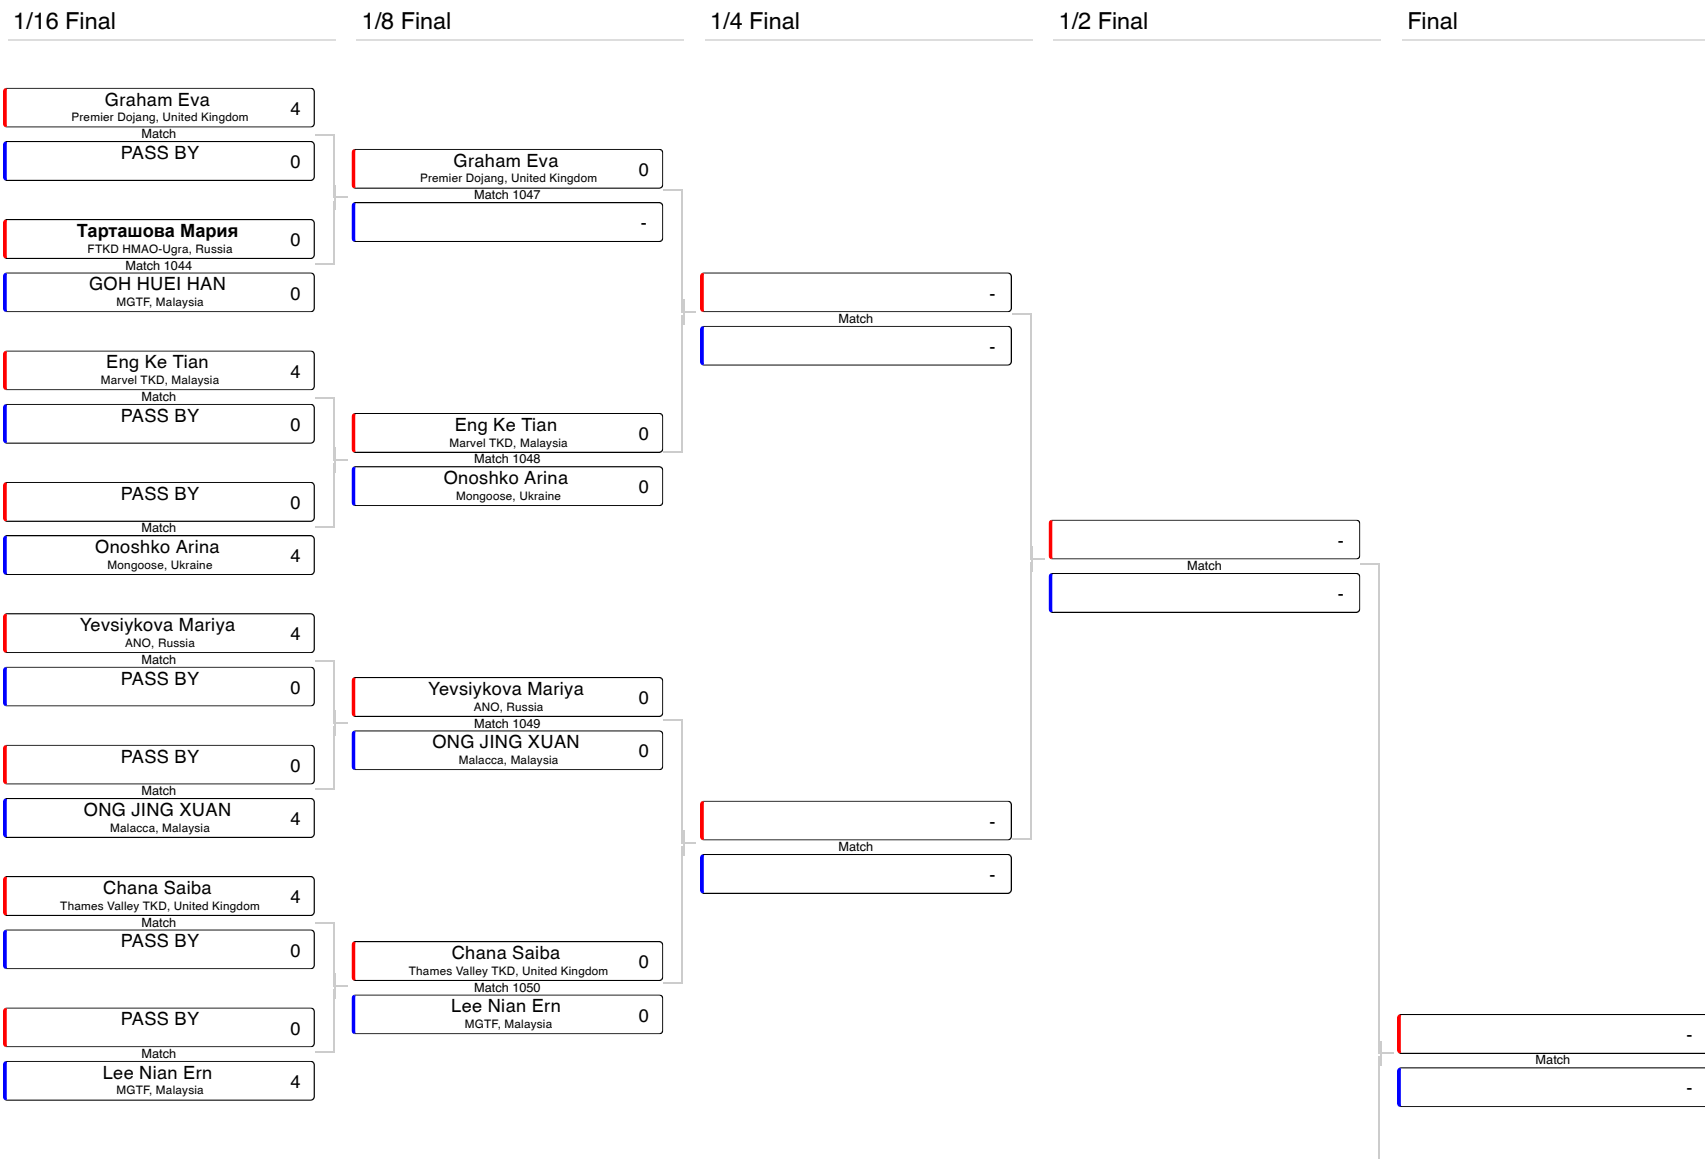 1/16 Final
1/8 Final
1/4 Final
1/2 Final
Final
Graham Eva
Premier Dojang, United Kingdom
4
Match
PASS BY
0
Тарташова Мария
FTKD HMAO-Ugra, Russia
0
Match 1044
GOH HUEI HAN
MGTF, Malaysia
0
Eng Ke Tian
Marvel TKD, Malaysia
4
Match
PASS BY
0
PASS BY
0
Match
Onoshko Arina
Mongoose, Ukraine
4
Yevsiykova Mariya
ANO, Russia
4
Match
PASS BY
0
PASS BY
0
Match
ONG JING XUAN
Malacca, Malaysia
4
Chana Saiba
Thames Valley TKD, United Kingdom
4
Match
PASS BY
0
PASS BY
0
Match
Lee Nian Ern
MGTF, Malaysia
4
Graham Eva
Premier Dojang, United Kingdom
0
Match 1047
-
Eng Ke Tian
Marvel TKD, Malaysia
0
Match 1048
Onoshko Arina
Mongoose, Ukraine
0
Yevsiykova Mariya
ANO, Russia
0
Match 1049
ONG JING XUAN
Malacca, Malaysia
0
Chana Saiba
Thames Valley TKD, United Kingdom
0
Match 1050
Lee Nian Ern
MGTF, Malaysia
0
-
Match
-
-
Match
-
-
Match
-
-
Match
-